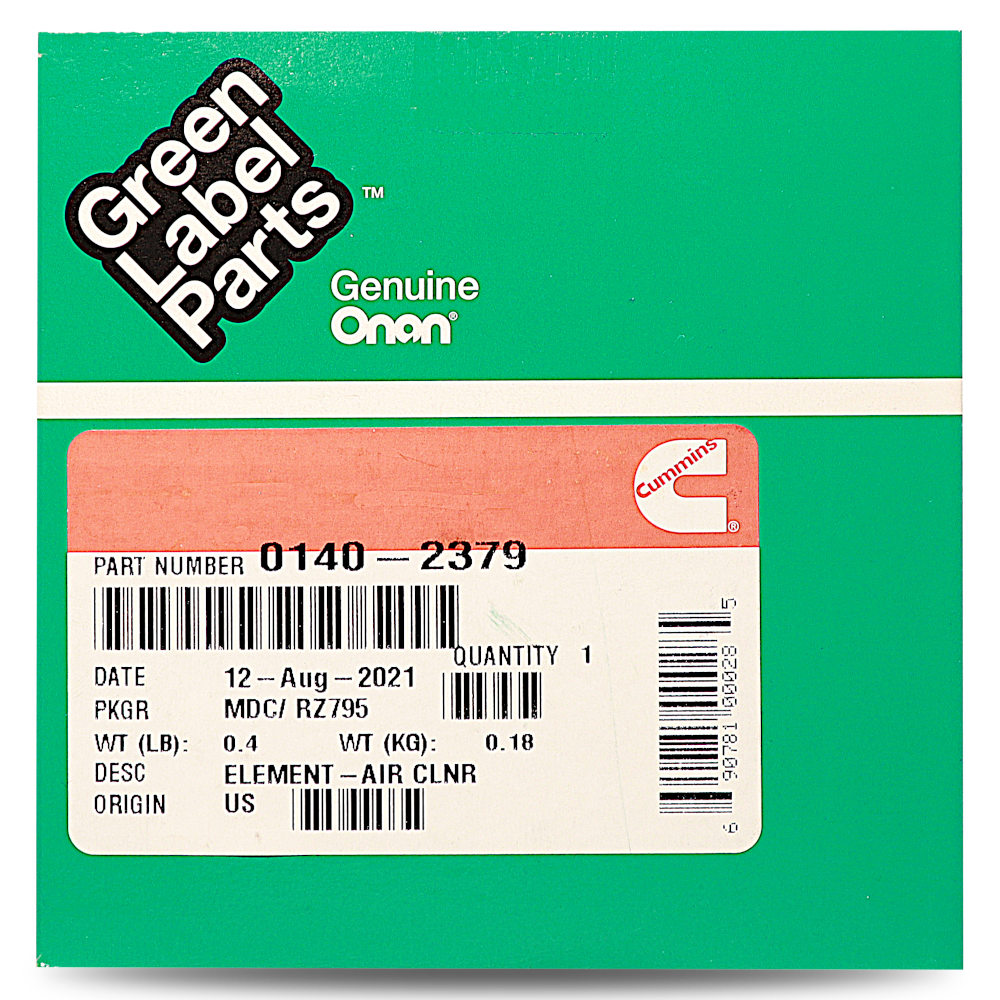 Green
Label
Parts
™
Genuine
Onan®
Cummins
®
PART NUMBER 0140—2379
QUANTITY 1
DATE 12-Aug-2021
PKGR MDC/ RZ795
WT (LB): 0.4 WT (KG): 0.18
DESC ELEMENT-AIR CLNR
ORIGIN US
6 90781 00028 5